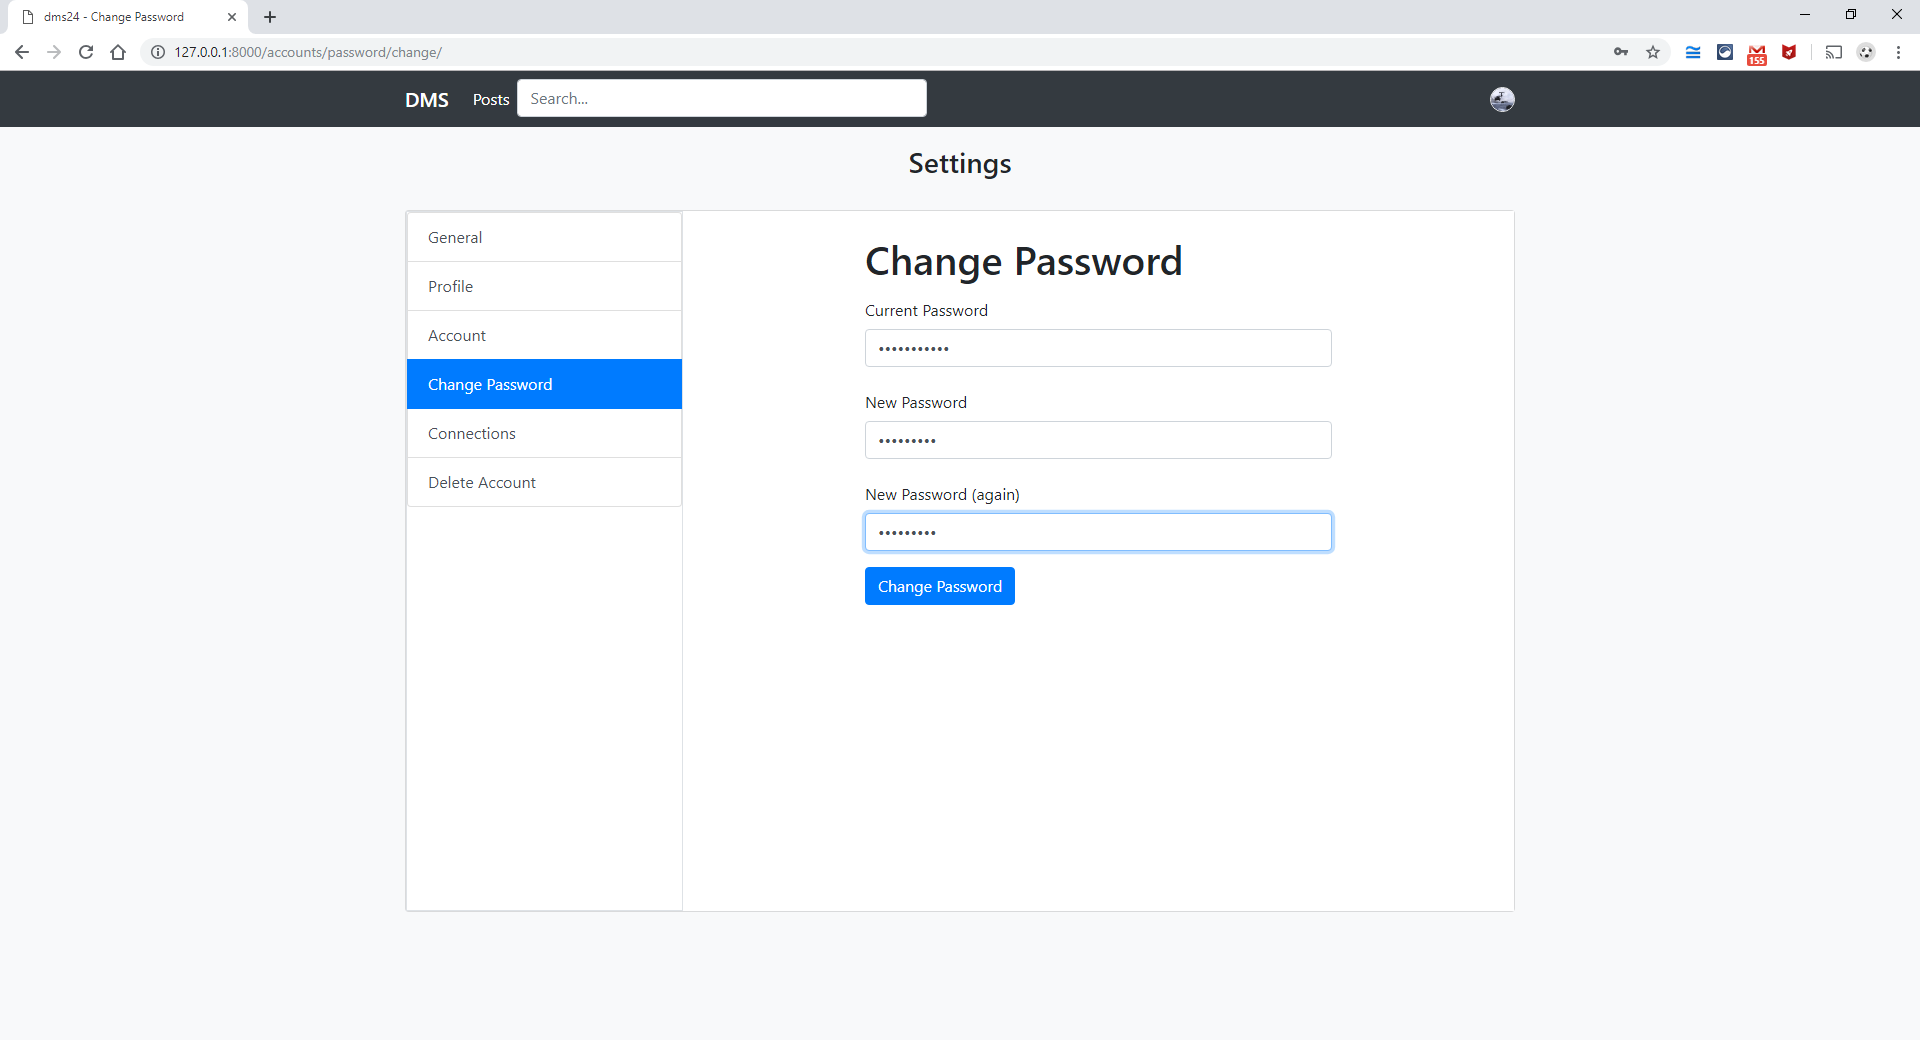 dms24 - Change Password
127.0.0.1:8000/accounts/password/change/
155
DMS Posts Search...
Settings
General
Profile
Account
Change Password
Connections
Delete Account
Change Password
Current Password
•••••••••••
New Password
•••••••••
New Password (again)
•••••••••
Change Password